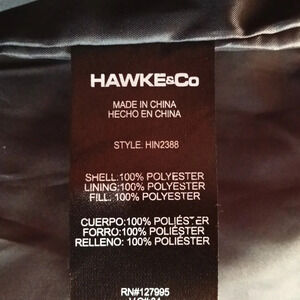 HAWKE&Co
MADE IN CHINA
HECHO EN CHINA
STYLE: HIN2388
SHELL:100% POLYESTER
LINING:100% POLYESTER
FILL: 100% POLYESTER
CUERPO:100% POLIÉSTER
FORRO:100% POLIÉSTER
RELLENO: 100% POLIÉSTER
RN#127995